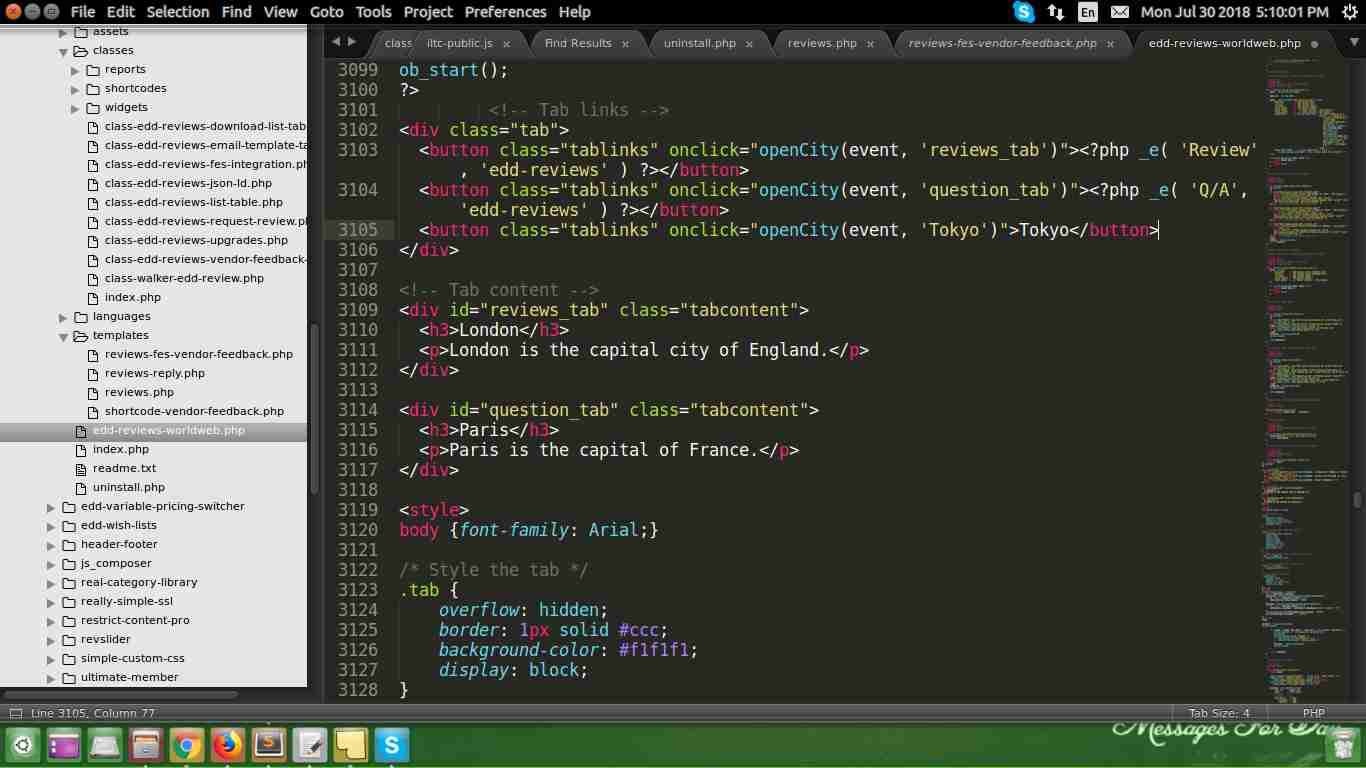 File Edit Selection Find View Goto Tools Project Preferences Help
En Mon Jul 30 2018 5:10:01 PM
assets
classes
reports
shortcodes
widgets
class-edd-reviews-download-list-tab
class-edd-reviews-email-template-ta
class-edd-reviews-fes-integration.ph
class-edd-reviews-json-ld.php
class-edd-reviews-list-table.php
class-edd-reviews-request-review.p
class-edd-reviews-upgrades.php
class-edd-reviews-vendor-feedback-
class-walker-edd-review.php
index.php
languages
templates
reviews-fes-vendor-feedback.php
reviews-reply.php
reviews.php
shortcode-vendor-feedback.php
edd-reviews-worldweb.php
index.php
readme.txt
uninstall.php
edd-variable-pricing-switcher
edd-wish-lists
header-footer
js_composer
real-category-library
really-simple-ssl
restrict-content-pro
revslider
simple-custom-css
ultimate-member
class iltc-public.js × Find Results × uninstall.php × reviews.php × reviews-fes-vendor-feedback.php × edd-reviews-worldweb.php
3099 ob_start();
3100 ?>
3101 <!-- Tab links -->
3102 <div class="tab">
3103 <button class="tablinks" onclick="openCity(event, 'reviews_tab')"><?php _e( 'Review'
, 'edd-reviews' ) ?></button>
3104 <button class="tablinks" onclick="openCity(event, 'question_tab')"><?php _e( 'Q/A',
'edd-reviews' ) ?></button>
3105 <button class="tablinks" onclick="openCity(event, 'Tokyo')">Tokyo</button>
3106 </div>
3107
3108 <!-- Tab content -->
3109 <div id="reviews_tab" class="tabcontent">
3110 <h3>London</h3>
3111 <p>London is the capital city of England.</p>
3112 </div>
3113
3114 <div id="question_tab" class="tabcontent">
3115 <h3>Paris</h3>
3116 <p>Paris is the capital of France.</p>
3117 </div>
3118
3119 <style>
3120 body {font-family: Arial;}
3121
3122 /* Style the tab */
3123 .tab {
3124 overflow: hidden;
3125 border: 1px solid #ccc;
3126 background-color: #f1f1f1;
3127 display: block;
3128 }
Line 3105, Column 77 Tab Size: 4 PHP
Messages For